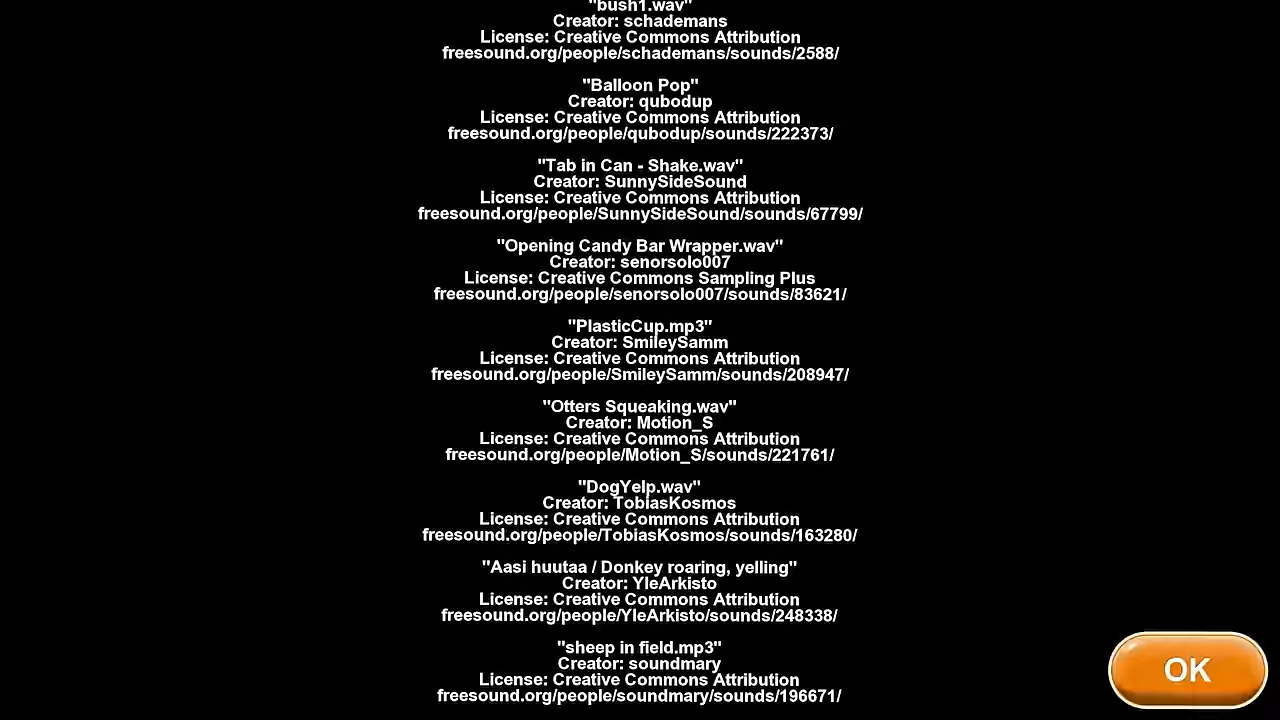 "bush1.wav"
Creator: schademans
License: Creative Commons Attribution
freesound.org/people/schademans/sounds/2588/
"Balloon Pop"
Creator: qubodup
License: Creative Commons Attribution
freesound.org/people/qubodup/sounds/222373/
"Tab in Can - Shake.wav"
Creator: SunnySideSound
License: Creative Commons Attribution
freesound.org/people/SunnySideSound/sounds/67799/
"Opening Candy Bar Wrapper.wav"
Creator: senorsolo007
License: Creative Commons Sampling Plus
freesound.org/people/senorsolo007/sounds/83621/
"PlasticCup.mp3"
Creator: SmileySamm
License: Creative Commons Attribution
freesound.org/people/SmileySamm/sounds/208947/
"Otters Squeaking.wav"
Creator: Motion_S
License: Creative Commons Attribution
freesound.org/people/Motion_S/sounds/221761/
"DogYelp.wav"
Creator: TobiasKosmos
License: Creative Commons Attribution
freesound.org/people/TobiasKosmos/sounds/163280/
"Aasi huutaa / Donkey roaring, yelling"
Creator: YleArkisto
License: Creative Commons Attribution
freesound.org/people/YleArkisto/sounds/248338/
"sheep in field.mp3"
Creator: soundmary
License: Creative Commons Attribution
freesound.org/people/soundmary/sounds/196671/
OK